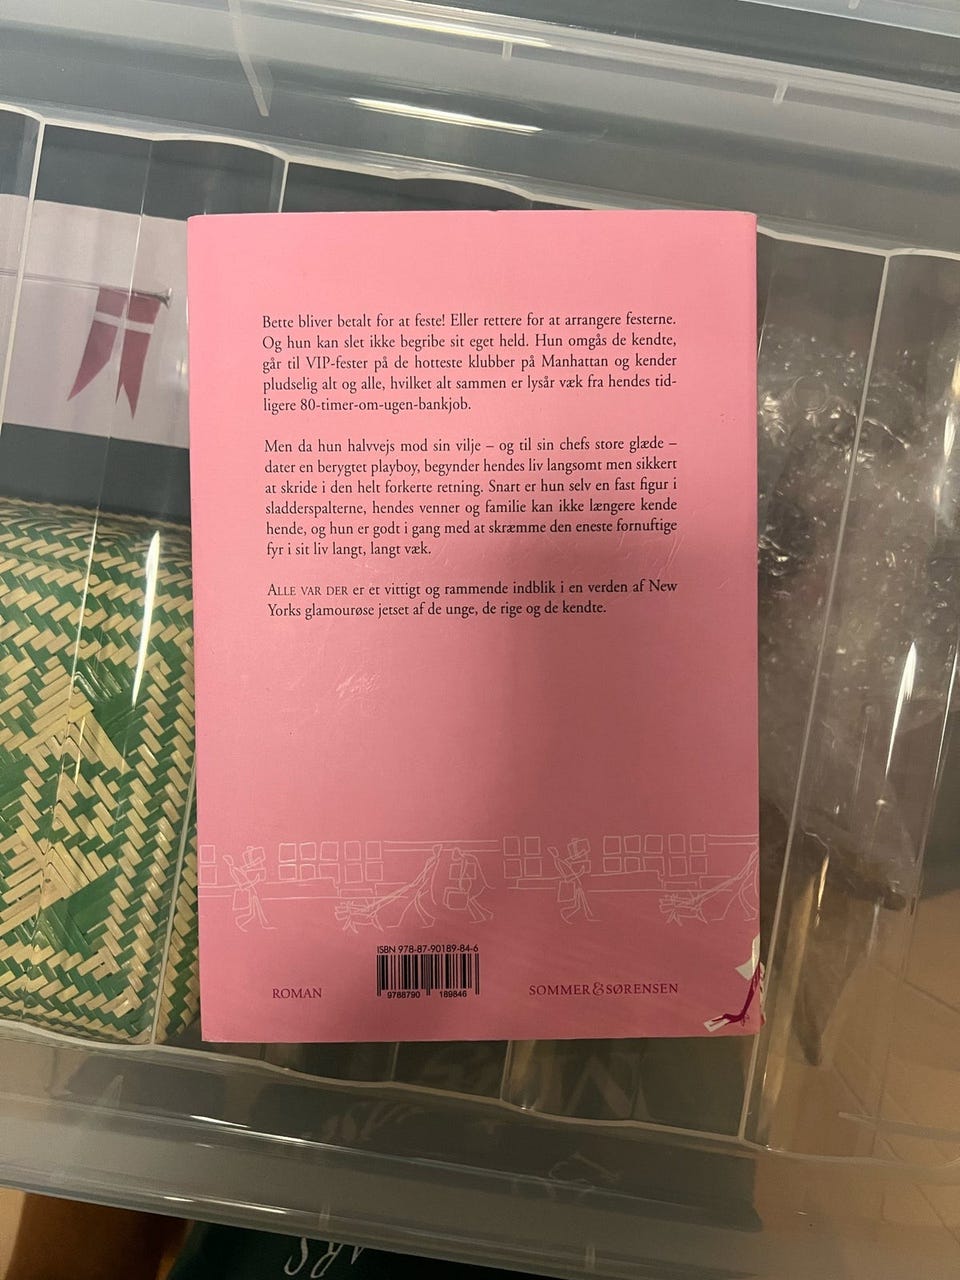 Bette bliver betalt for at feste! Eller rettere for at arrangere festerne.
Og hun kan slet ikke begribe sit eget held. Hun omgås de kendte,
går til VIP-fester på de hotteste klubber på Manhattan og kender
pludselig alt og alle, hvilket alt sammen er lysår væk fra hendes tid-
ligere 80-timer-om-ugen-bankjob.
Men da hun halvvejs mod sin vilje – og til sin chefs store glæde –
dater en berygtet playboy, begynder hendes liv langsomt men sikkert
at skride i den helt forkerte retning. Snart er hun selv en fast figur i
sladderspalterne, hendes venner og familie kan ikke længere kende
hende, og hun er godt i gang med at skræmme den eneste fornuftige
fyr i sit liv langt, langt væk.
ALLE VAR DER er et vittigt og rammende indblik i en verden af New
Yorks glamourøse jetset af de unge, de rige og de kendte.
ISBN 978-87-90189-84-6
9788790 189846
ROMAN
SOMMER&SØRENSEN